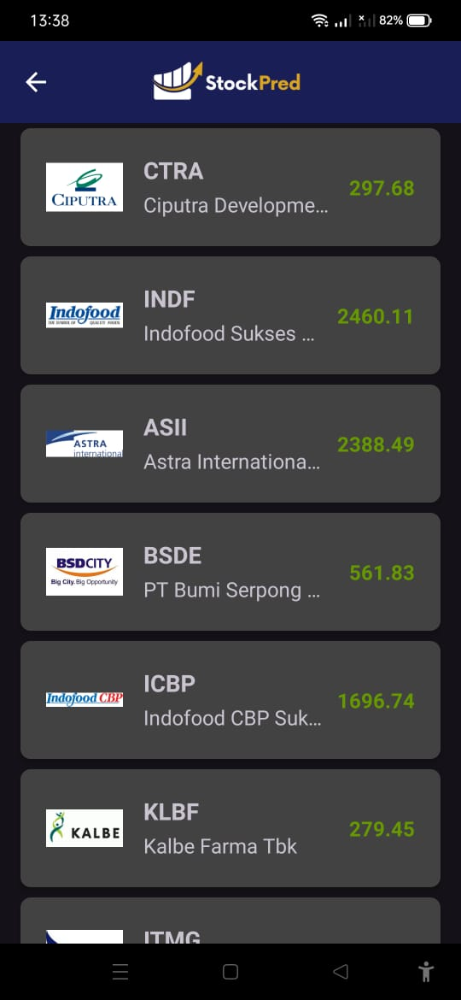 13:38
82%
StockPred
CIPUTRA
CTRA
Ciputra Developme...
297.68
Indofood
THE SYMBOL OF QUALITY FOODS
INDF
Indofood Sukses ...
2460.11
ASTRA
international
ASII
Astra Internationa...
2388.49
BSDCITY
Big City. Big Opportunity
BSDE
PT Bumi Serpong ...
561.83
Indofood CBP
ICBP
Indofood CBP Suk...
1696.74
KALBE
KLBF
Kalbe Farma Tbk
279.45
ITMG